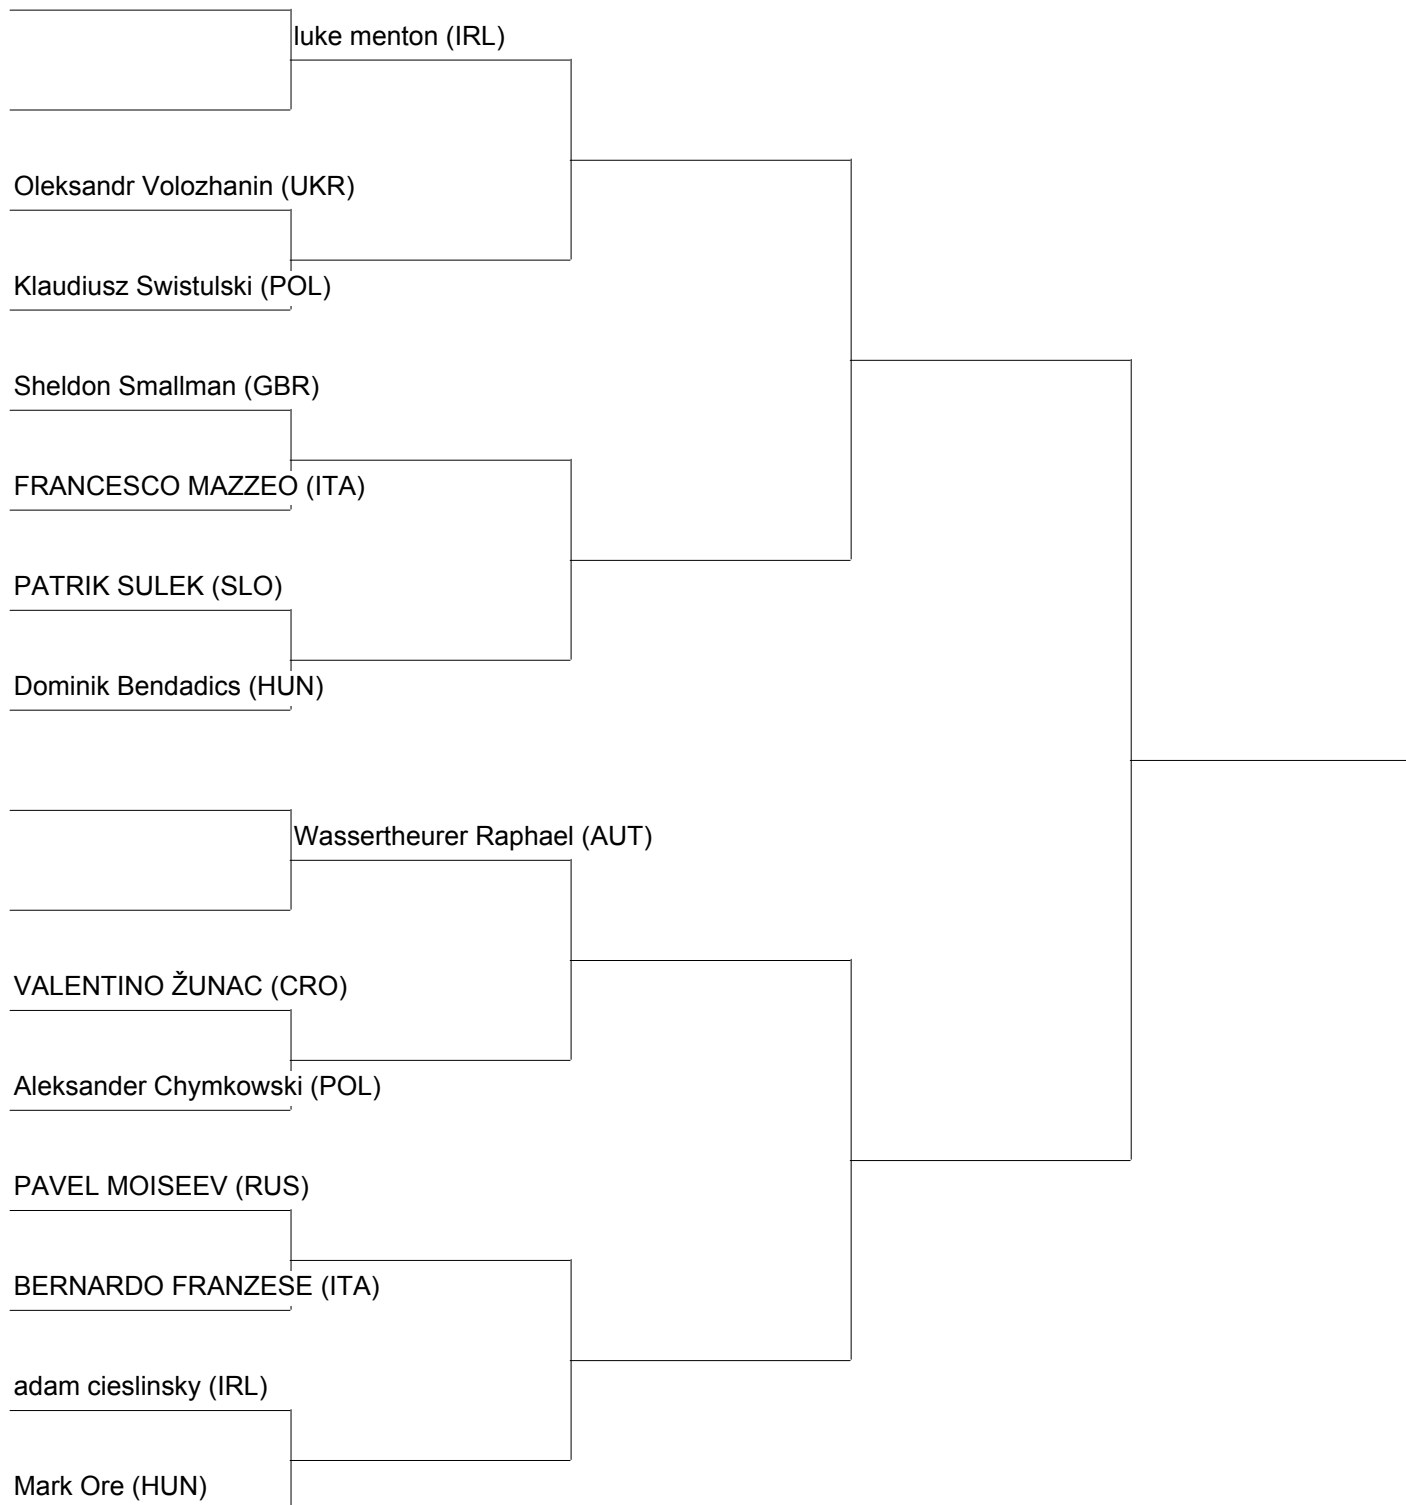 luke menton (IRL)
Oleksandr Volozhanin (UKR)
Klaudiusz Swistulski (POL)
Sheldon Smallman (GBR)
FRANCESCO MAZZEO (ITA)
PATRIK SULEK (SLO)
Dominik Bendadics (HUN)
Wassertheurer Raphael (AUT)
VALENTINO ŽUNAC (CRO)
Aleksander Chymkowski (POL)
PAVEL MOISEEV (RUS)
BERNARDO FRANZESE (ITA)
adam cieslinsky (IRL)
Mark Ore (HUN)